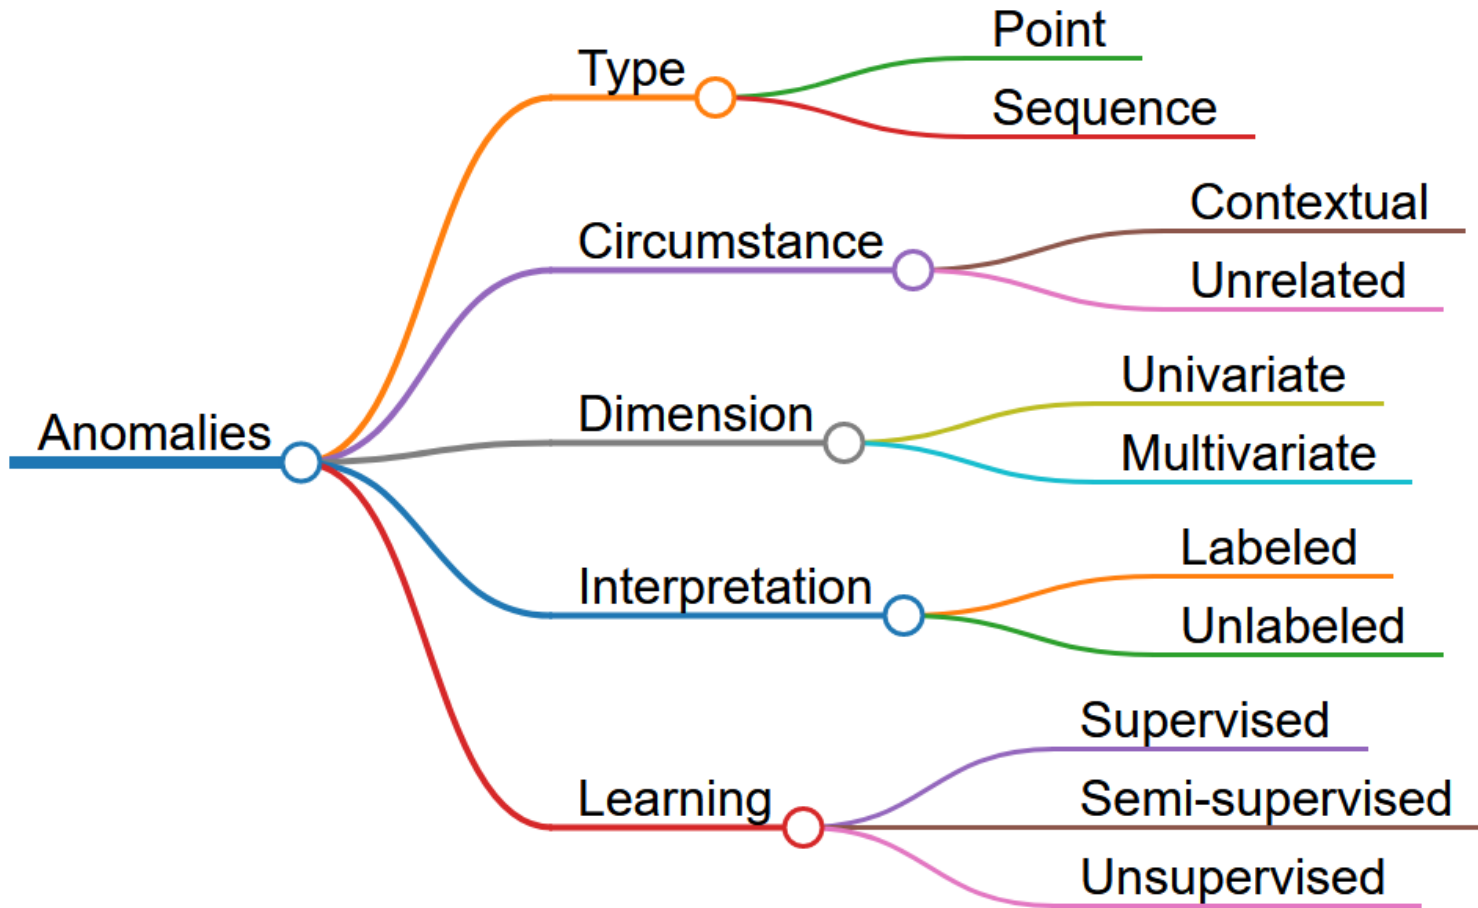 Anomalies
Type
Point
Sequence
Circumstance
Contextual
Unrelated
Dimension
Univariate
Multivariate
Interpretation
Labeled
Unlabeled
Learning
Supervised
Semi-supervised
Unsupervised